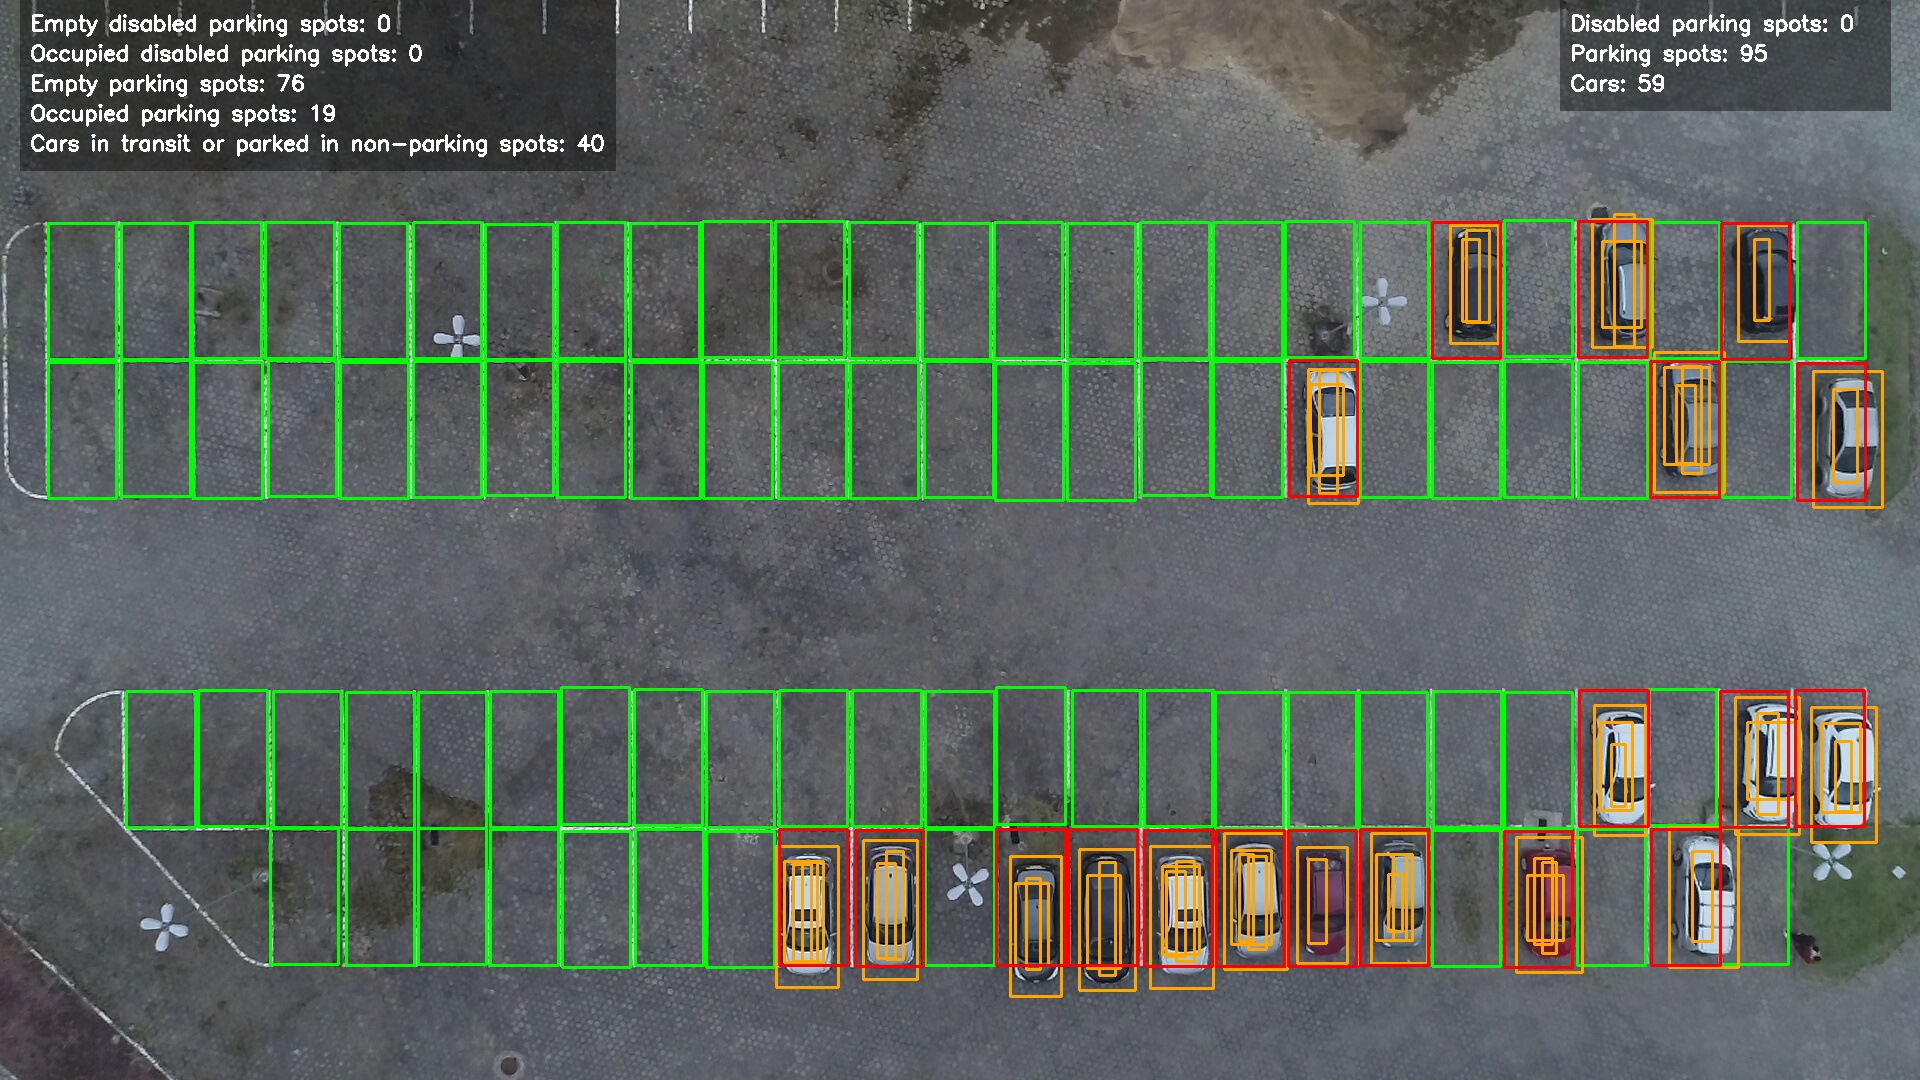 Empty disabled parking spots: 0
Occupied disabled parking spots: 0
Empty parking spots: 76
Occupied parking spots: 19
Cars in transit or parked in non-parking spots: 40
Disabled parking spots: 0
Parking spots: 95
Cars: 59